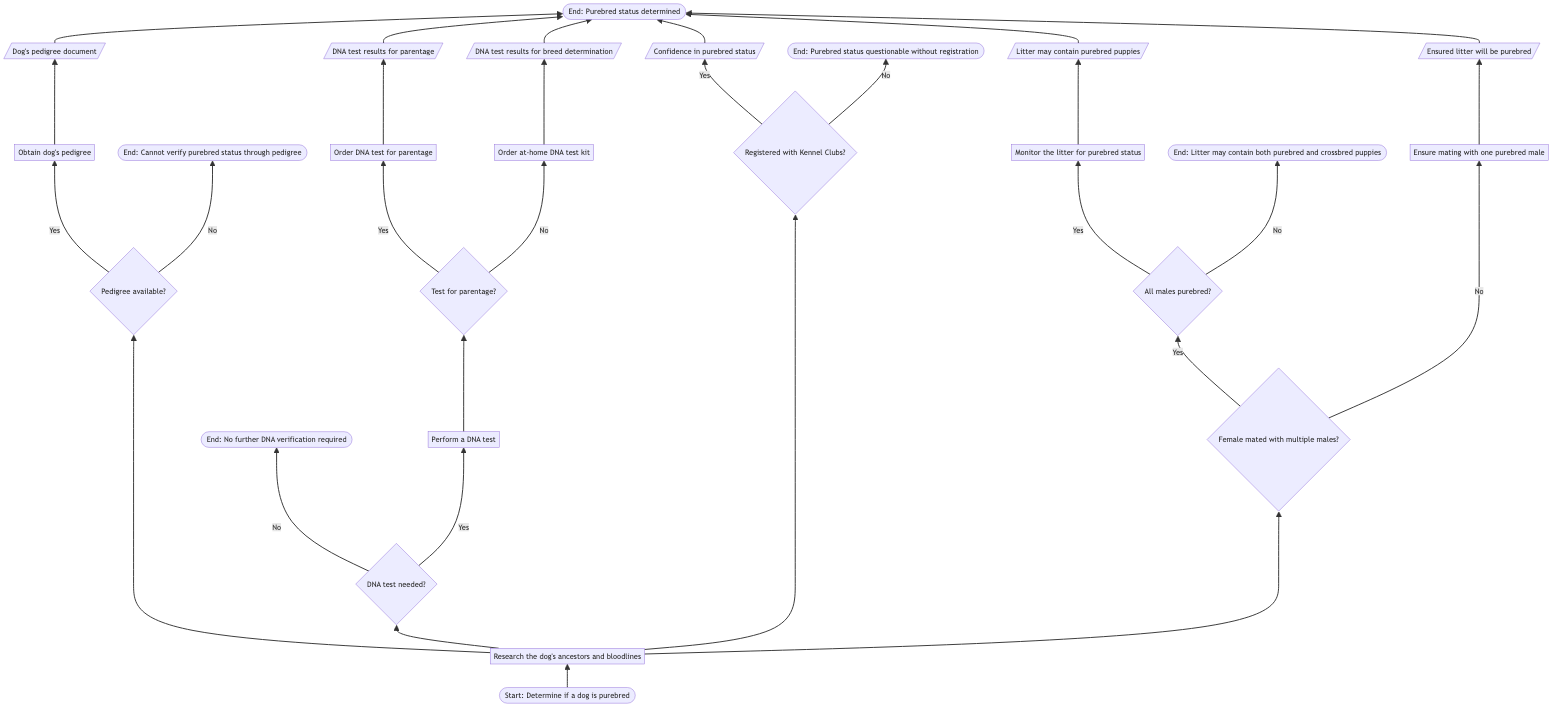 End: Purebred status determined
Dog's pedigree document
DNA test results for parentage
DNA test results for breed determination
Confidence in purebred status
End: Purebred status questionable without registration
Litter may contain purebred puppies
Ensured litter will be purebred
Yes
No
Obtain dog's pedigree
End: Cannot verify purebred status through pedigree
Order DNA test for parentage
Order at-home DNA test kit
Registered with Kennel Clubs?
Monitor the litter for purebred status
End: Litter may contain both purebred and crossbred puppies
Ensure mating with one purebred male
Yes
No
Yes
No
Yes
No
Pedigree available?
Test for parentage?
All males purebred?
No
Yes
End: No further DNA verification required
Perform a DNA test
Female mated with multiple males?
No
Yes
DNA test needed?
Research the dog's ancestors and bloodlines
Start: Determine if a dog is purebred